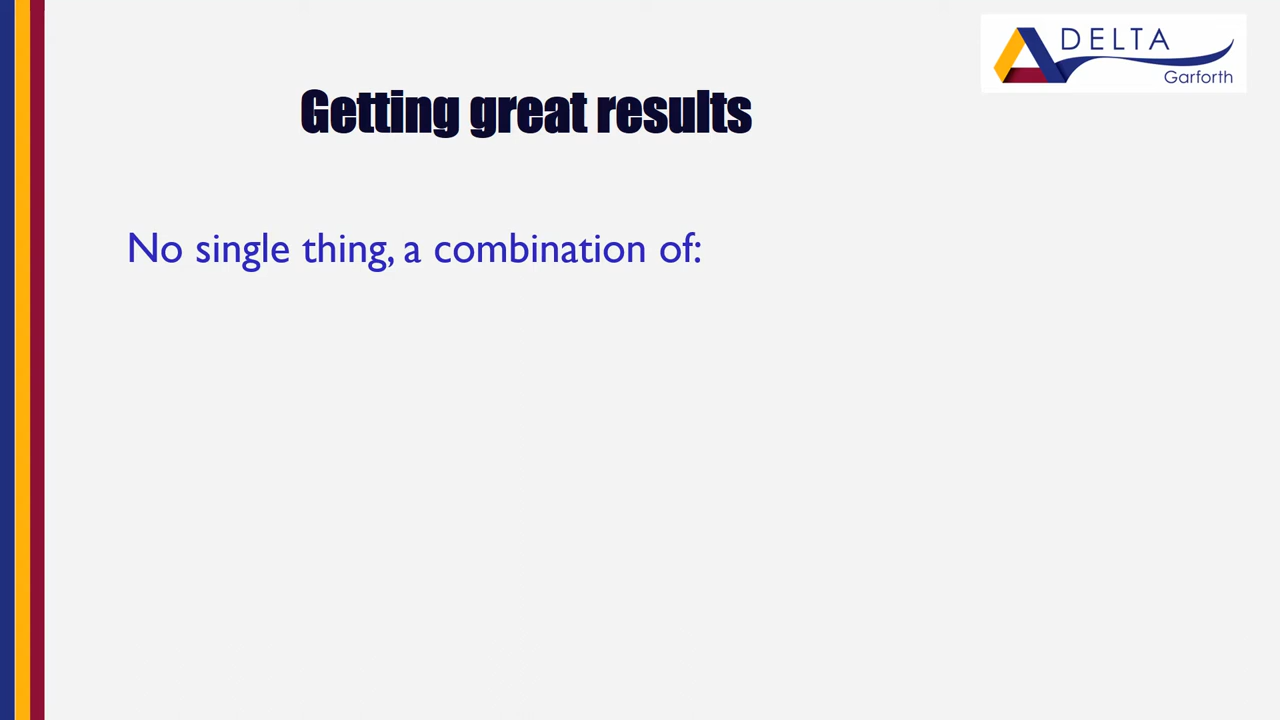 DELTA
Garforth
Getting great results
No single thing, a combination of: